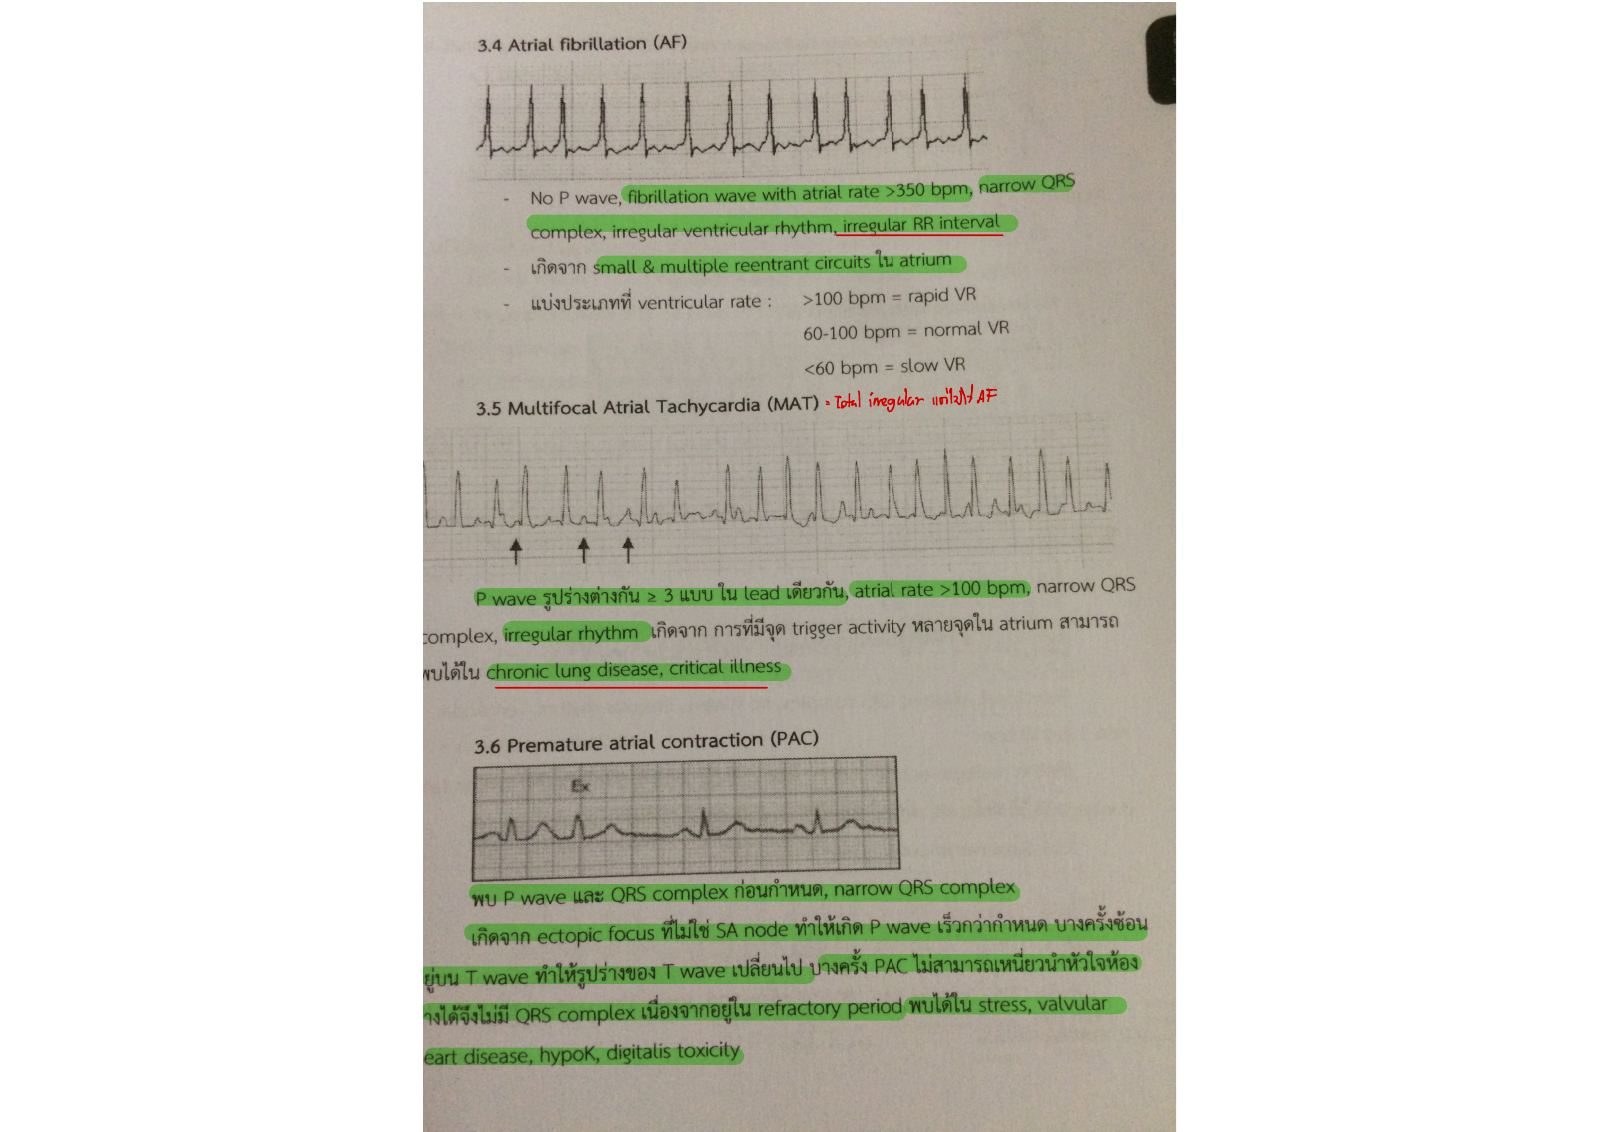 3.4 Atrial fibrillation (AF)
- No P wave, fibrillation wave with atrial rate >350 bpm, narrow QRS
complex, irregular ventricular rhythm, irregular RR interval
- เกิดจาก small & multiple reentrant circuits ใน atrium
- แบ่งประเภทที่ ventricular rate : >100 bpm = rapid VR
60-100 bpm = normal VR
<60 bpm = slow VR
3.5 Multifocal Atrial Tachycardia (MAT) = Total irregular แต่ไม่ใช่ AF
P wave รูปร่างต่างกัน ≥ 3 แบบ ใน lead เดียวกัน, atrial rate >100 bpm, narrow QRS
complex, irregular rhythm เกิดจาก การที่มีจุด trigger activity หลายจุดใน atrium สามารถ
พบได้ใน chronic lung disease, critical illness
3.6 Premature atrial contraction (PAC)
Ex
พบ P wave และ QRS complex ก่อนกำหนด, narrow QRS complex
เกิดจาก ectopic focus ที่ไม่ใช่ SA node ทำให้เกิด P wave เร็วกว่ากำหนด บางครั้งซ้อน
ยู่บน T wave ทำให้รูปร่างของ T wave เปลี่ยนไป บางครั้ง PAC ไม่สามารถเหนี่ยวนำหัวใจห้อง
างได้จึงไม่มี QRS complex เนื่องจากอยู่ใน refractory period พบได้ใน stress, valvular
eart disease, hypoK, digitalis toxicity